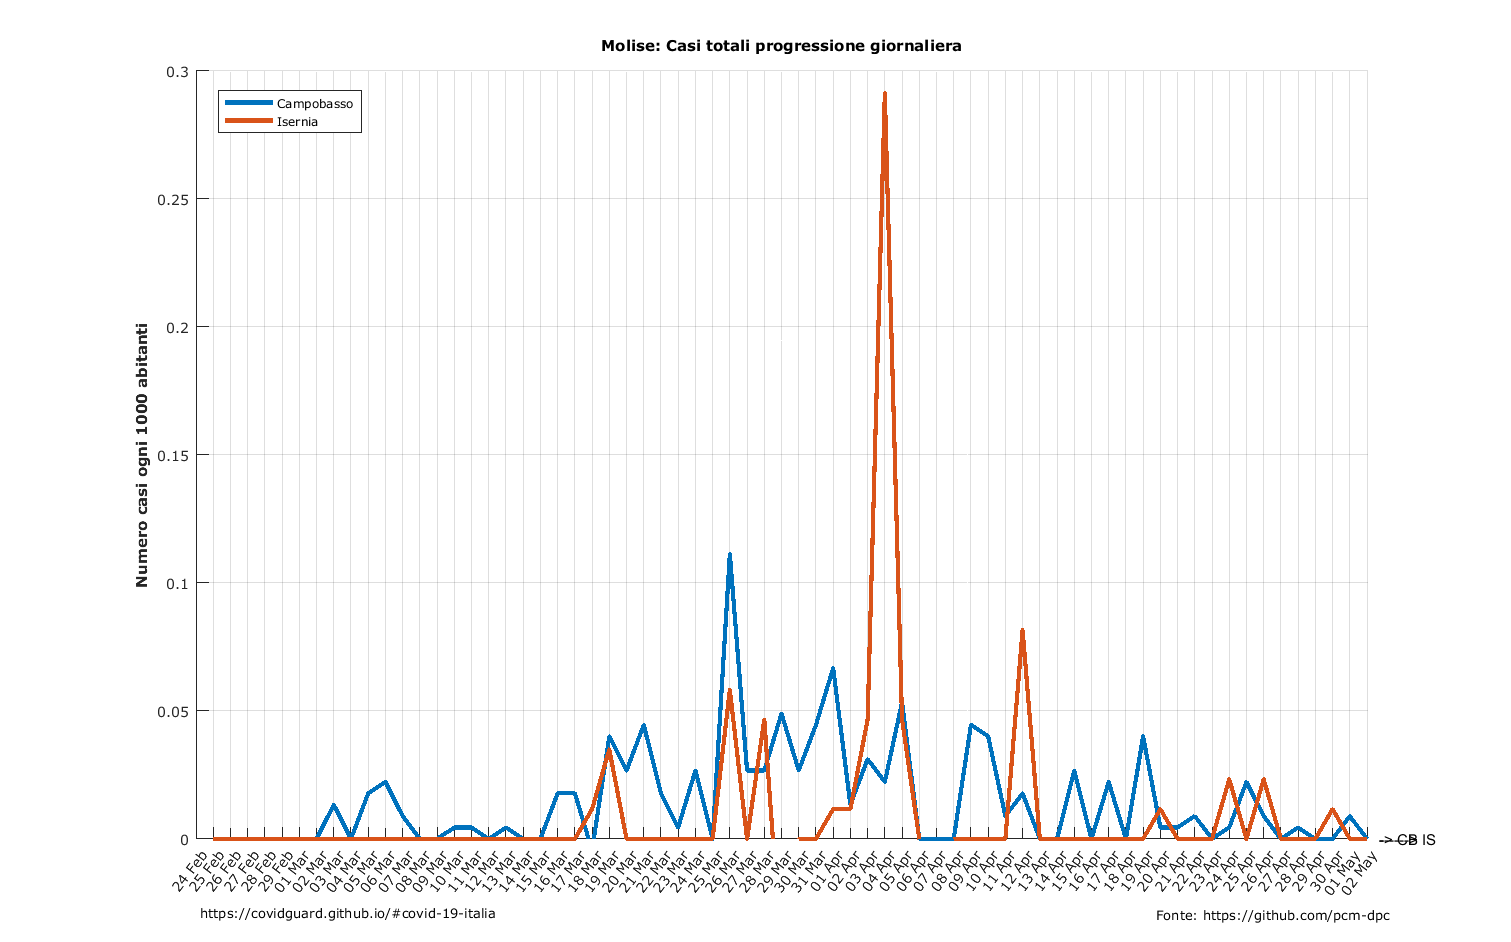 Molise: Casi totali progressione giornaliera
Campobasso
Isernia
Numero casi ogni 1000 abitanti
0.3
0.25
0.2
0.15
0.1
0.05
0
24 Feb
25 Feb
26 Feb
27 Feb
28 Feb
29 Feb
01 Mar
02 Mar
03 Mar
04 Mar
05 Mar
06 Mar
07 Mar
08 Mar
09 Mar
10 Mar
11 Mar
12 Mar
13 Mar
14 Mar
15 Mar
16 Mar
17 Mar
18 Mar
19 Mar
20 Mar
21 Mar
22 Mar
23 Mar
24 Mar
25 Mar
26 Mar
27 Mar
28 Mar
29 Mar
30 Mar
31 Mar
01 Apr
02 Apr
03 Apr
04 Apr
05 Apr
06 Apr
07 Apr
08 Apr
09 Apr
10 Apr
11 Apr
12 Apr
13 Apr
14 Apr
15 Apr
16 Apr
17 Apr
18 Apr
19 Apr
20 Apr
21 Apr
22 Apr
23 Apr
24 Apr
25 Apr
26 Apr
27 Apr
28 Apr
29 Apr
30 Apr
01 May
02 May
IS
https://covidguard.github.io/#covid-19-italia
Fonte: https://github.com/pcm-dpc